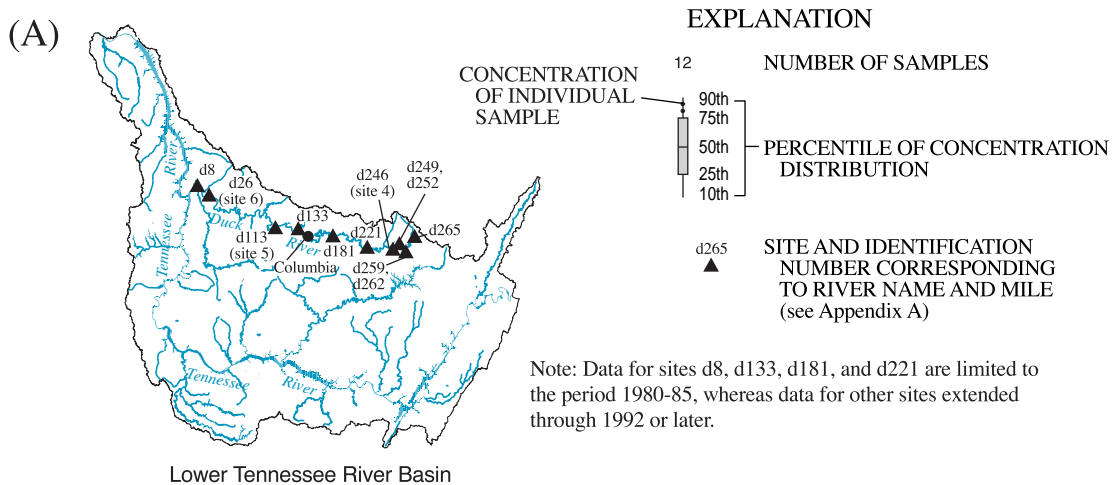 (A)
EXPLANATION
12
NUMBER OF SAMPLES
CONCENTRATION
OF INDIVIDUAL
SAMPLE
90th
75th
50th
25th
10th
PERCENTILE OF CONCENTRATION
DISTRIBUTION
d265
SITE AND IDENTIFICATION
NUMBER CORRESPONDING
TO RIVER NAME AND MILE
(see Appendix A)
Note: Data for sites d8, d133, d181, and d221 are limited to
the period 1980-85, whereas data for other sites extended
through 1992 or later.
River
Tennessee
d8
d26
(site 6)
Duck
River
d113
(site 5)
d133
Columbia
d181
d221
d246
(site 4)
d249,
d252
d265
d259,
d262
Tennessee
River
Lower Tennessee River Basin